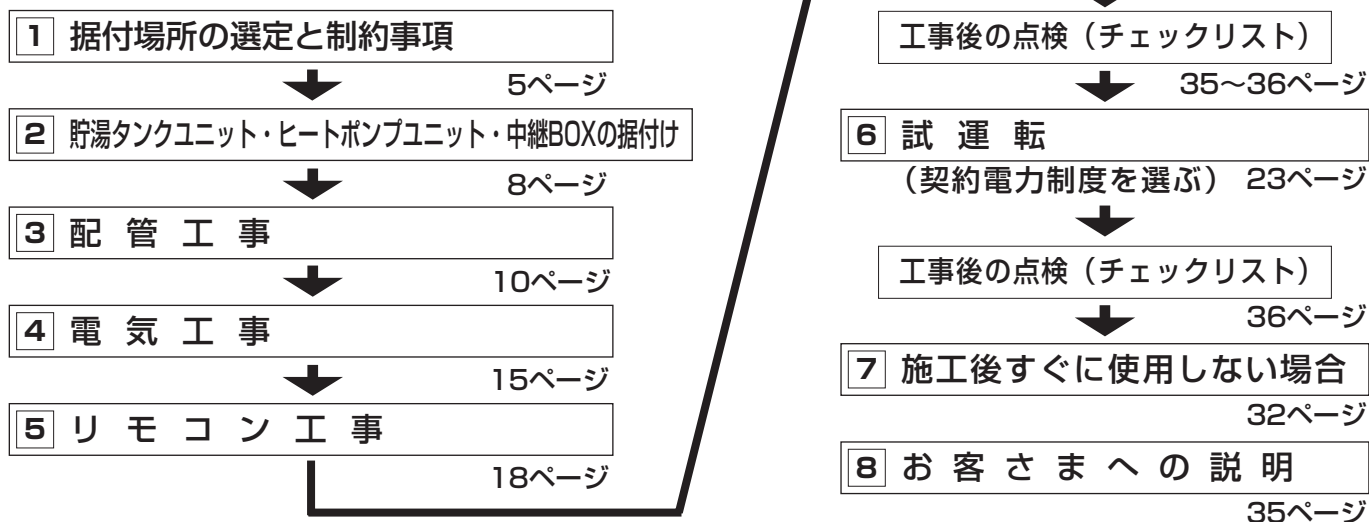 1 据付場所の選定と制約事項
5ページ
2 貯湯タンクユニット・ヒートポンプユニット・中継BOXの据付け
8ページ
3 配管工事
10ページ
4 電気工事
15ページ
5 リモコン工事
18ページ
工事後の点検（チェックリスト）
35～36ページ
6 試運転
（契約電力制度を選ぶ） 23ページ
工事後の点検（チェックリスト）
36ページ
7 施工後すぐに使用しない場合
32ページ
8 お客さまへの説明
35ページ